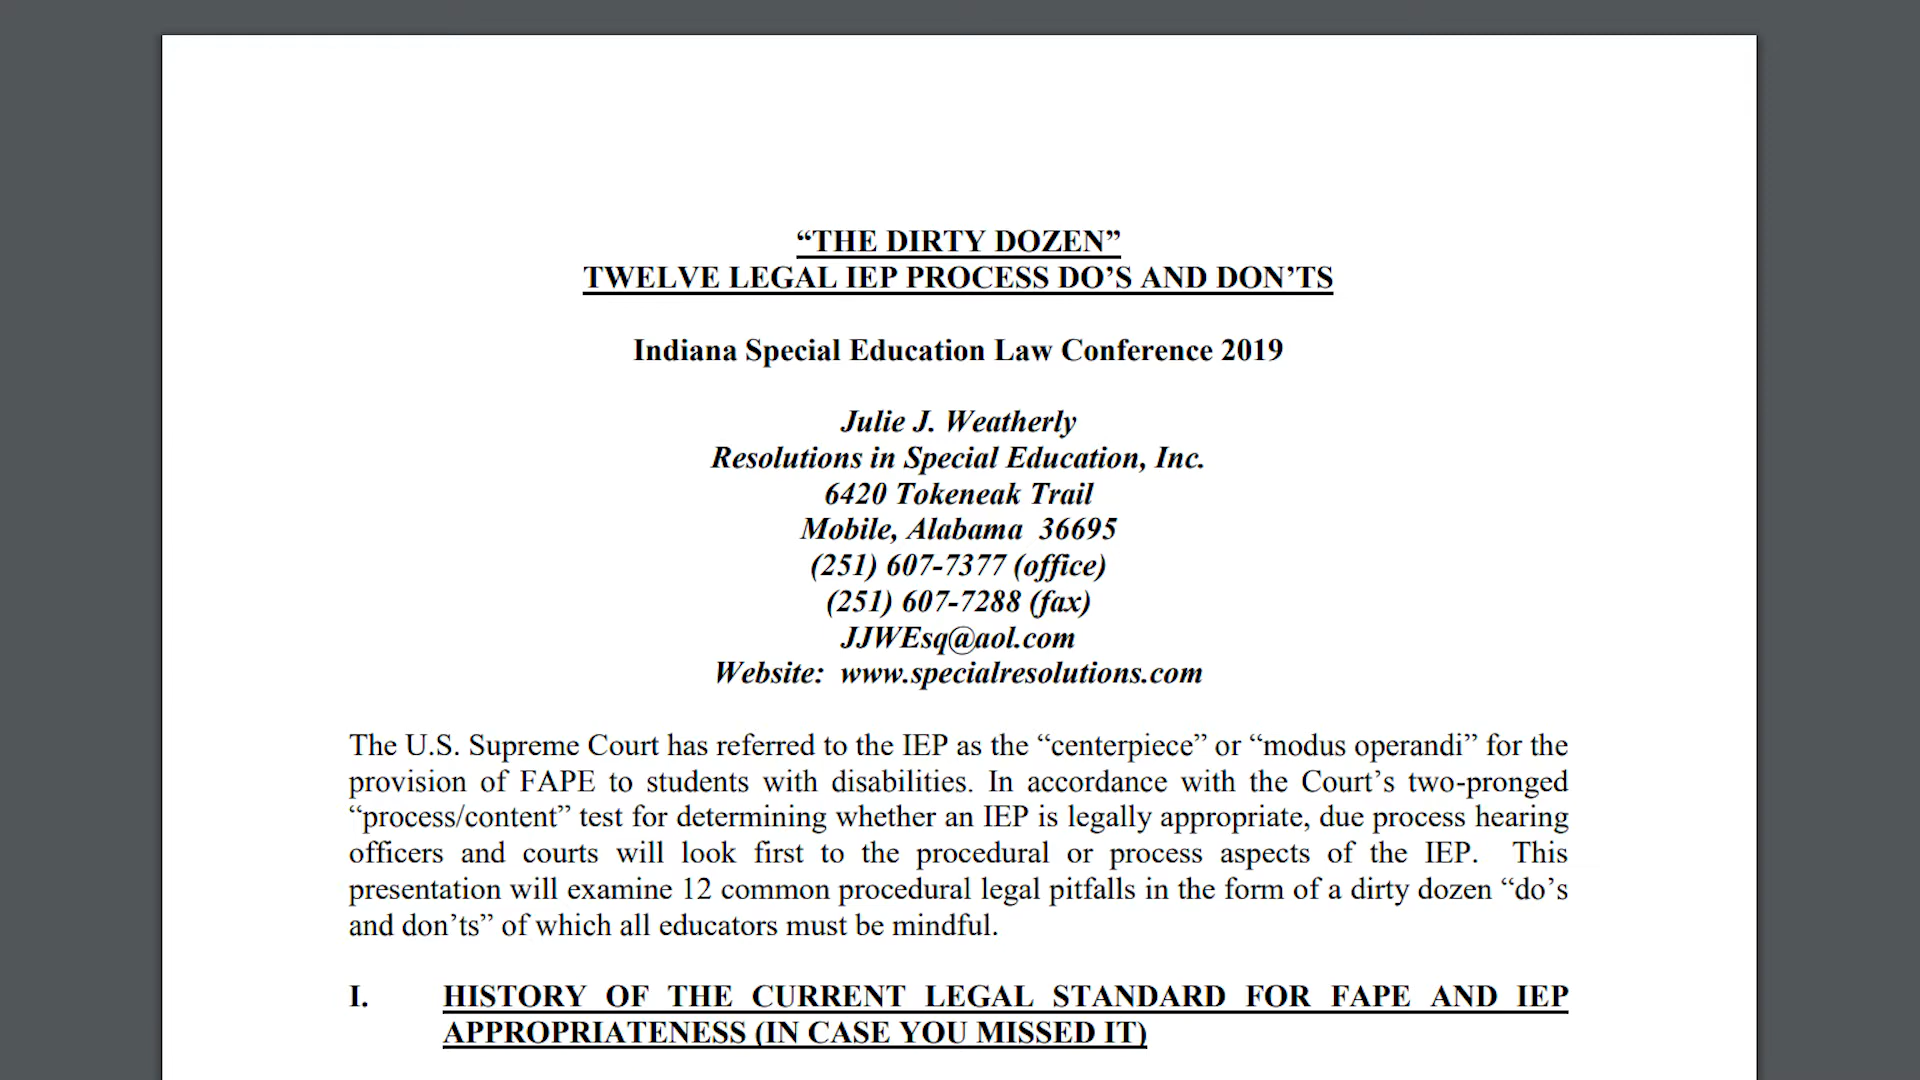 “THE DIRTY DOZEN”
TWELVE LEGAL IEP PROCESS DO’S AND DON’TS
Indiana Special Education Law Conference 2019
Julie J. Weatherly
Resolutions in Special Education, Inc.
6420 Tokeneak Trail
Mobile, Alabama  36695
(251) 607-7377 (office)
(251) 607-7288 (fax)
JJWEsq@aol.com
Website:  www.specialresolutions.com
The U.S. Supreme Court has referred to the IEP as the “centerpiece” or “modus operandi” for the
provision of FAPE to students with disabilities. In accordance with the Court’s two-pronged
“process/content” test for determining whether an IEP is legally appropriate, due process hearing
officers and courts will look first to the procedural or process aspects of the IEP.  This
presentation will examine 12 common procedural legal pitfalls in the form of a dirty dozen “do’s
and don’ts” of which all educators must be mindful.
I. HISTORY OF THE CURRENT LEGAL STANDARD FOR FAPE AND IEP
APPROPRIATENESS (IN CASE YOU MISSED IT)